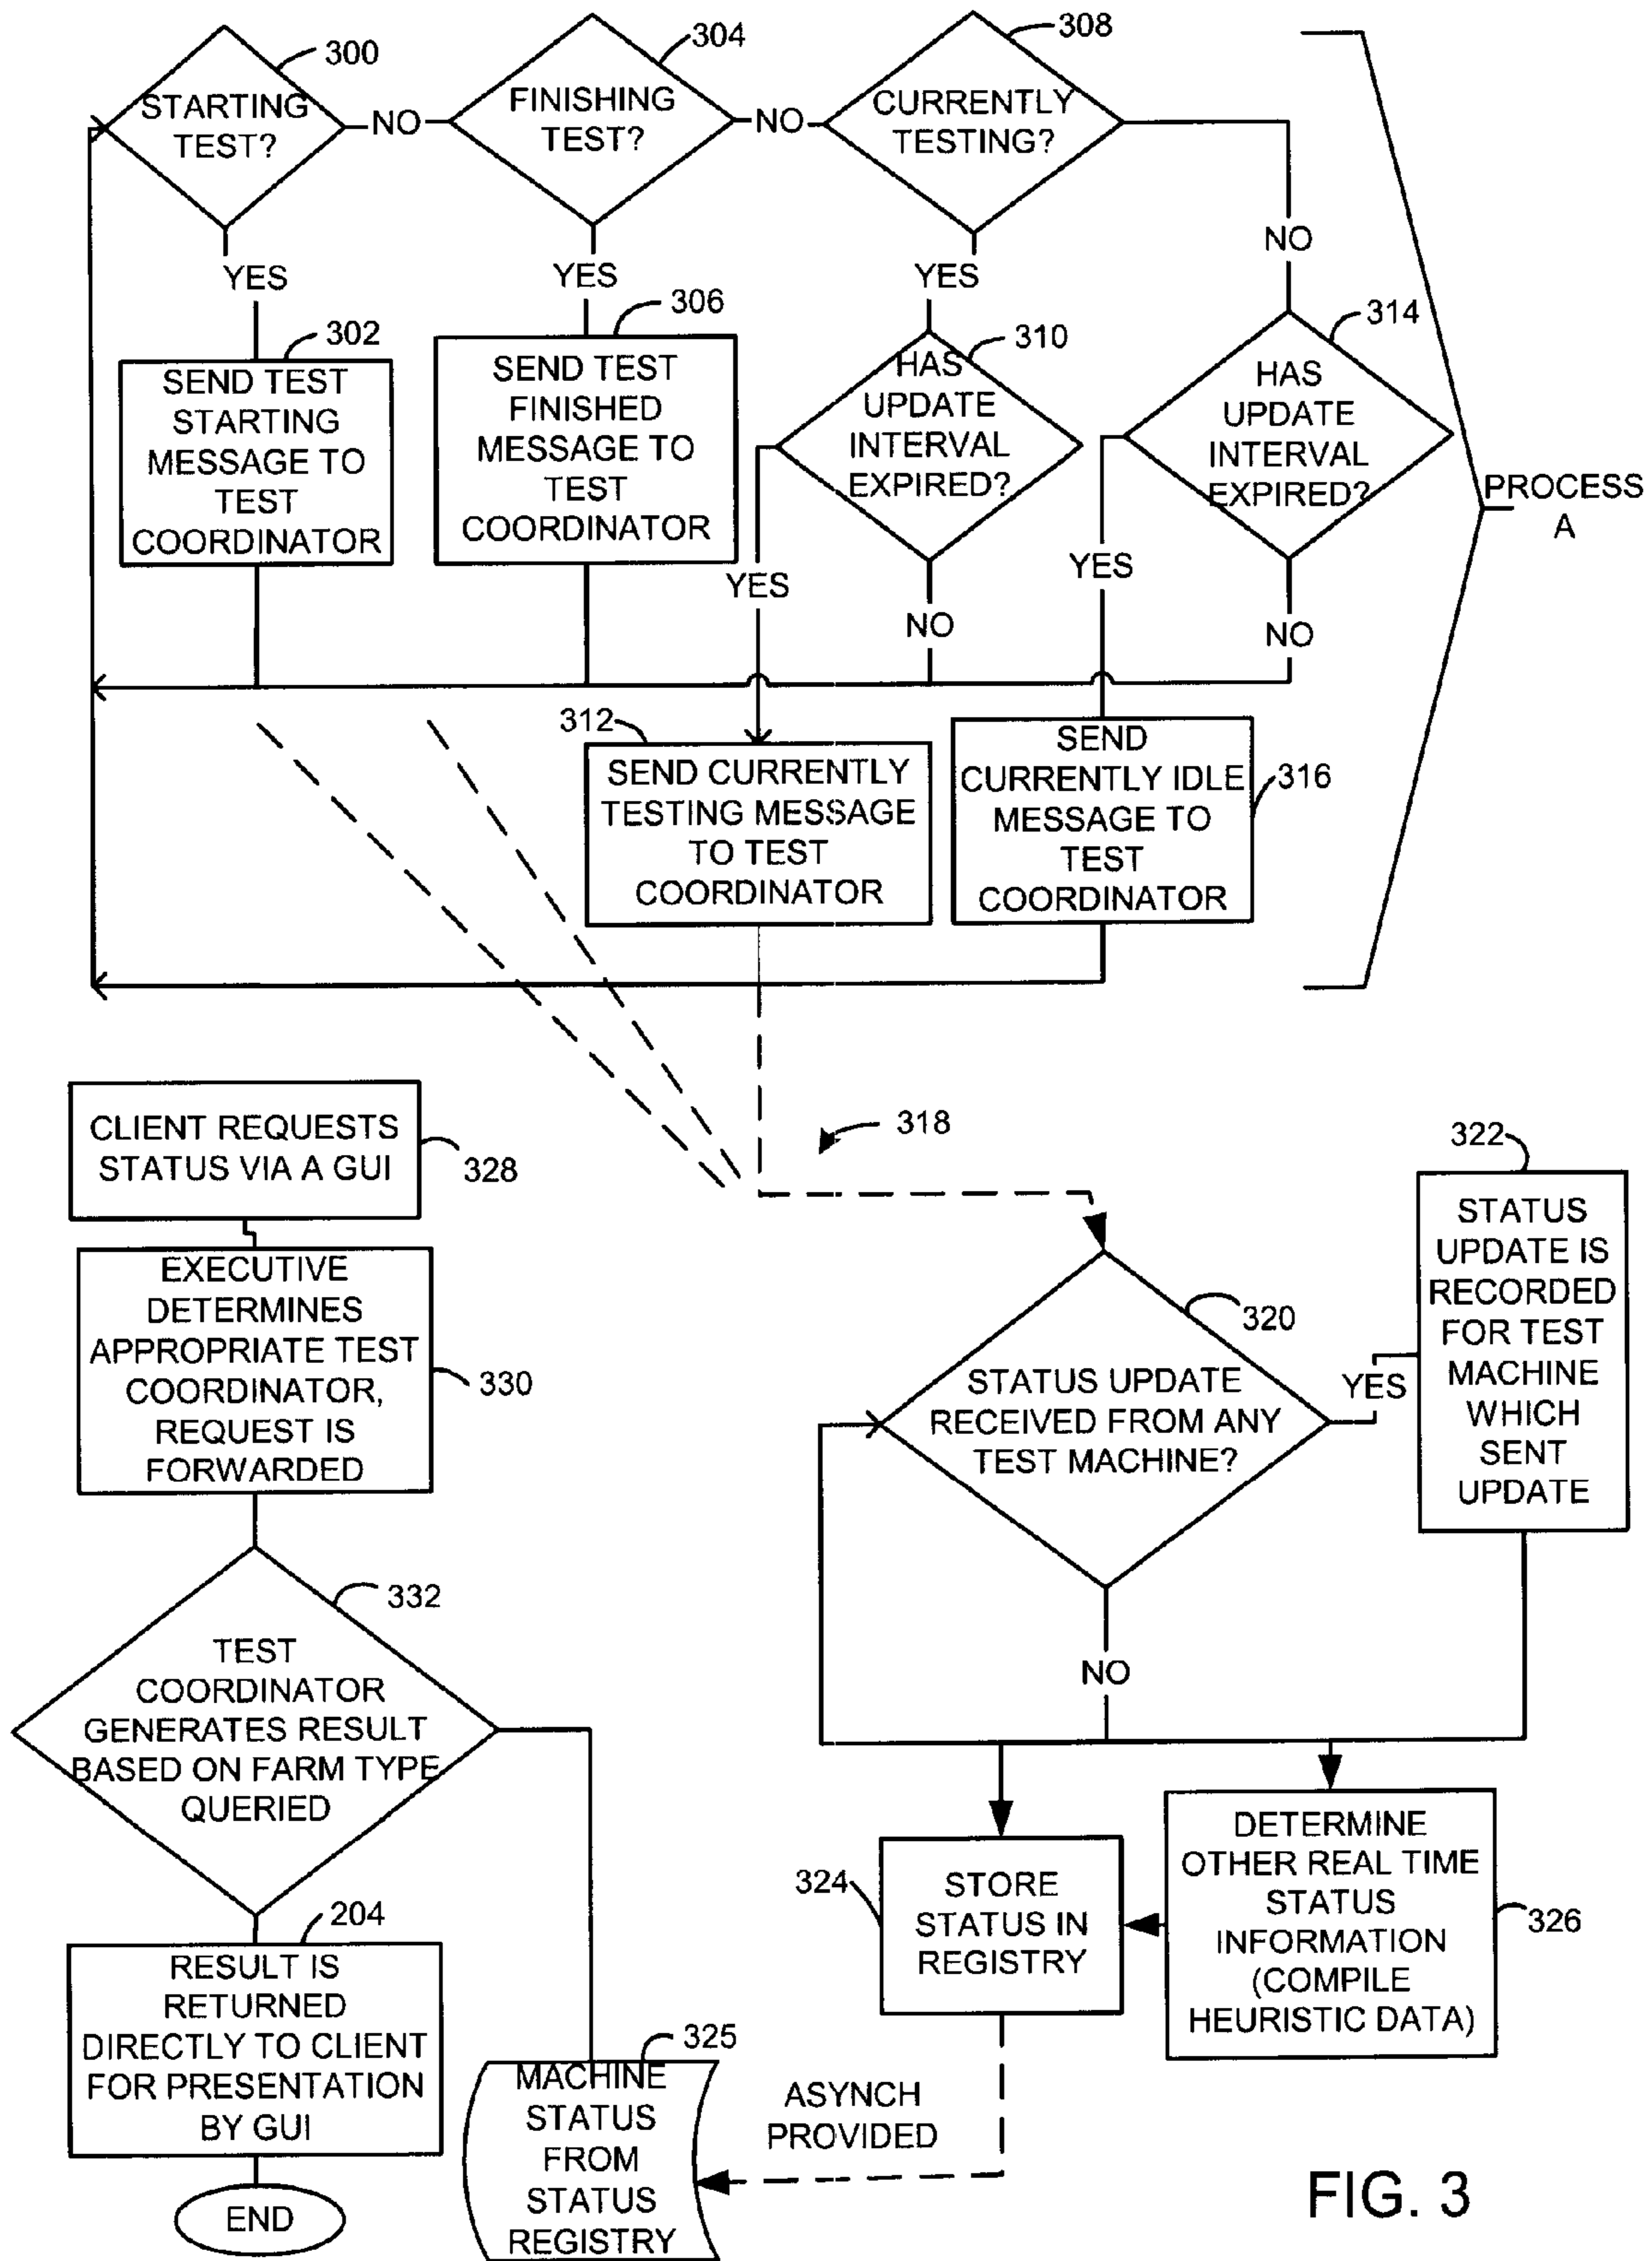 300
STARTING
TEST?
NO
304
FINISHING
TEST?
NO
308
CURRENTLY
TESTING?
NO
YES
YES
YES
302
SEND TEST
STARTING
MESSAGE TO
TEST
COORDINATOR
306
SEND TEST
FINISHED
MESSAGE TO
TEST
COORDINATOR
310
HAS
UPDATE
INTERVAL
EXPIRED?
YES
NO
314
HAS
UPDATE
INTERVAL
EXPIRED?
YES
NO
PROCESS
A
312
SEND CURRENTLY
TESTING MESSAGE
TO TEST
COORDINATOR
316
SEND
CURRENTLY IDLE
MESSAGE TO
TEST
COORDINATOR
318
CLIENT REQUESTS
STATUS VIA A GUI
328
EXECUTIVE
DETERMINES
APPROPRIATE TEST
COORDINATOR,
REQUEST IS
FORWARDED
330
332
TEST
COORDINATOR
GENERATES RESULT
BASED ON FARM TYPE
QUERIED
204
RESULT IS
RETURNED
DIRECTLY TO CLIENT
FOR PRESENTATION
BY GUI
END
320
STATUS UPDATE
RECEIVED FROM ANY
TEST MACHINE?
YES
NO
322
STATUS
UPDATE IS
RECORDED
FOR TEST
MACHINE
WHICH
SENT
UPDATE
324
STORE
STATUS IN
REGISTRY
DETERMINE
OTHER REAL TIME
STATUS
INFORMATION
(COMPILE
HEURISTIC DATA)
326
325
MACHINE
STATUS
FROM
STATUS
REGISTRY
ASYNCH
PROVIDED
FIG. 3